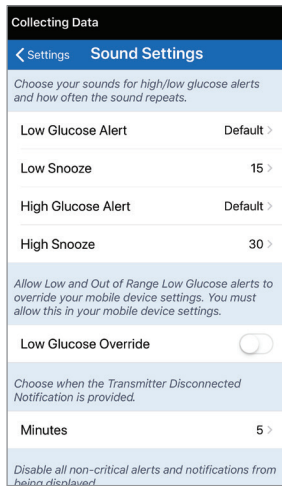 Collecting Data
Settings Sound Settings
Choose your sounds for high/low glucose alerts
and how often the sound repeats.
Low Glucose Alert Default
Low Snooze 15
High Glucose Alert Default
High Snooze 30
Allow Low and Out of Range Low Glucose alerts to
override your mobile device settings. You must
allow this in your mobile device settings.
Low Glucose Override
Choose when the Transmitter Disconnected
Notification is provided.
Minutes 5
Disable all non-critical alerts and notifications from
being displayed